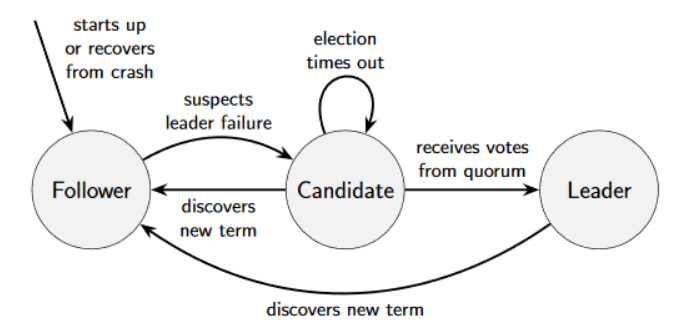 starts up
or recovers
from crash
election
times out
suspects
leader failure
receives votes
from quorum
Follower
Candidate
Leader
discovers
new term
discovers new term